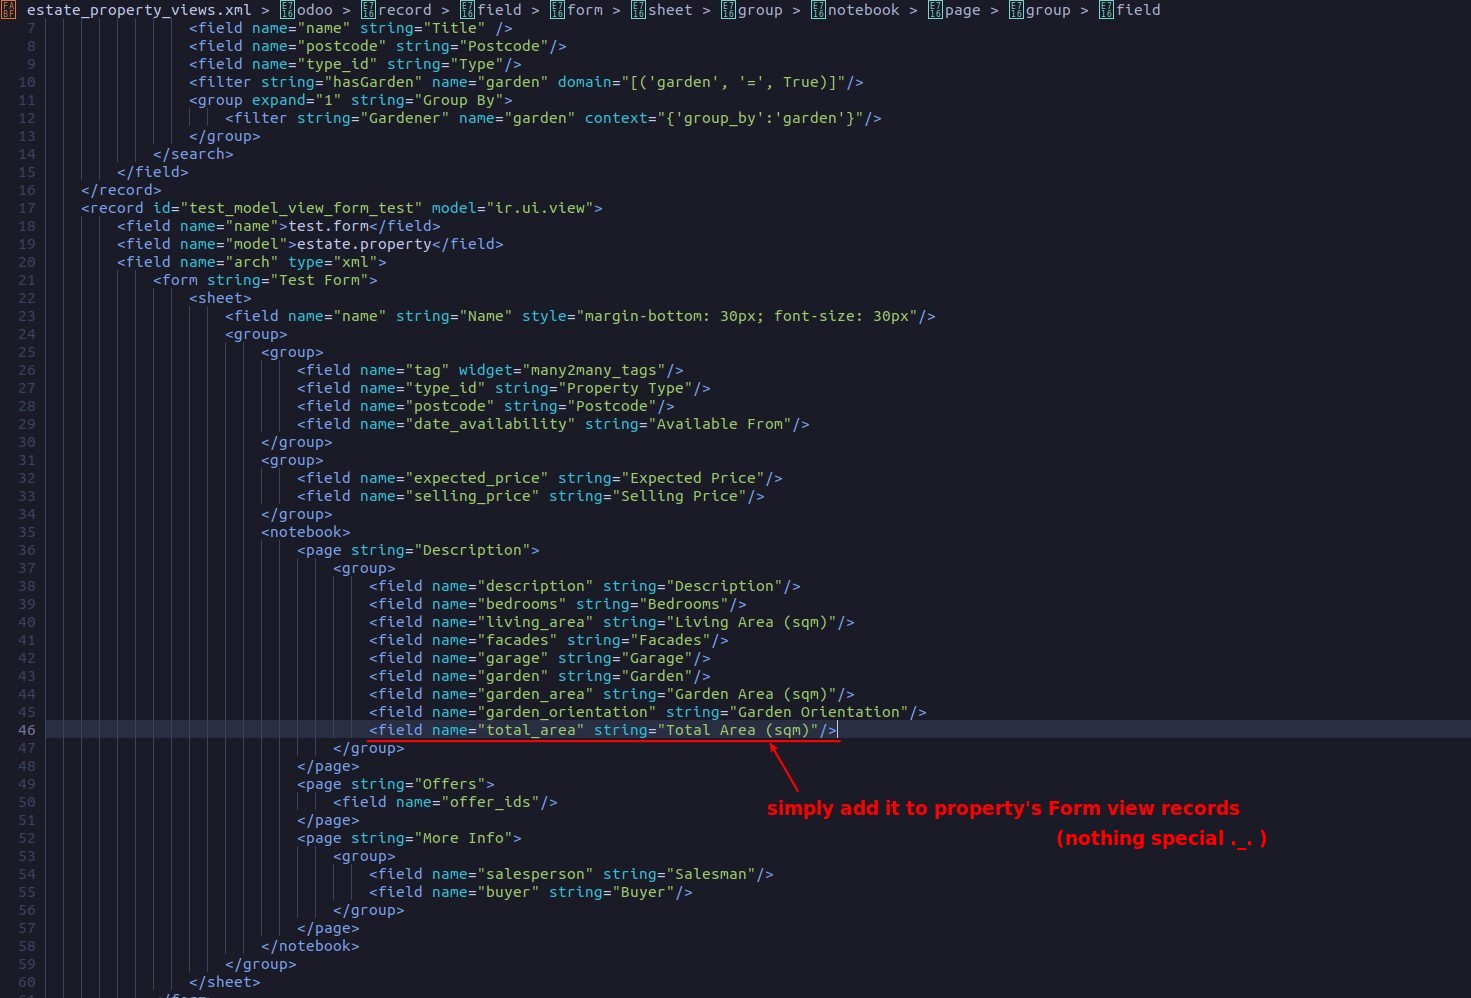 estate_property_views.xml > odoo > record > field > form > sheet > group > notebook > page > group > field
7 <field name="name" string="Title" />
8 <field name="postcode" string="Postcode"/>
9 <field name="type_id" string="Type"/>
10 <filter string="hasGarden" name="garden" domain="[('garden', '=', True)]"/>
11 <group expand="1" string="Group By">
12 <filter string="Gardener" name="garden" context="{'group_by':'garden'}"/>
13 </group>
14 </search>
15 </field>
16 </record>
17 <record id="test_model_view_form_test" model="ir.ui.view">
18 <field name="name">test.form</field>
19 <field name="model">estate.property</field>
20 <field name="arch" type="xml">
21 <form string="Test Form">
22 <sheet>
23 <field name="name" string="Name" style="margin-bottom: 30px; font-size: 30px"/>
24 <group>
25 <group>
26 <field name="tag" widget="many2many_tags"/>
27 <field name="type_id" string="Property Type"/>
28 <field name="postcode" string="Postcode"/>
29 <field name="date_availability" string="Available From"/>
30 </group>
31 <group>
32 <field name="expected_price" string="Expected Price"/>
33 <field name="selling_price" string="Selling Price"/>
34 </group>
35 <notebook>
36 <page string="Description">
37 <group>
38 <field name="description" string="Description"/>
39 <field name="bedrooms" string="Bedrooms"/>
40 <field name="living_area" string="Living Area (sqm)"/>
41 <field name="facades" string="Facades"/>
42 <field name="garage" string="Garage"/>
43 <field name="garden" string="Garden"/>
44 <field name="garden_area" string="Garden Area (sqm)"/>
45 <field name="garden_orientation" string="Garden Orientation"/>
46 <field name="total_area" string="Total Area (sqm)"/>
47 </group>
48 </page>
49 <page string="Offers">
50 <field name="offer_ids"/>
simply add it to property's Form view records
51 </page>
52 <page string="More Info">
(nothing special ._. )
53 <group>
54 <field name="salesperson" string="Salesman"/>
55 <field name="buyer" string="Buyer"/>
56 </group>
57 </page>
58 </notebook>
59 </group>
60 </sheet>